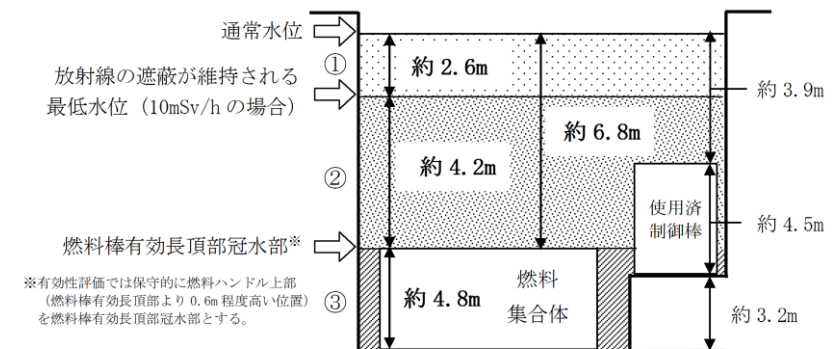 通常水位
①
約 2.6m
放射線の遮蔽が維持される
最低水位(10mSv/h の場合)
約 3.9m
約 6.8m
約 4.2m
②
使用済
制御棒
約 4.5m
燃料棒有効長頂部冠水部※
※有効性評価では保守的に燃料ハンドル上部
(燃料棒有効長頂部より 0.6m 程度高い位置)
を燃料棒有効長頂部冠水部とする。
③
約 4.8m
燃料
集合体
約 3.2m